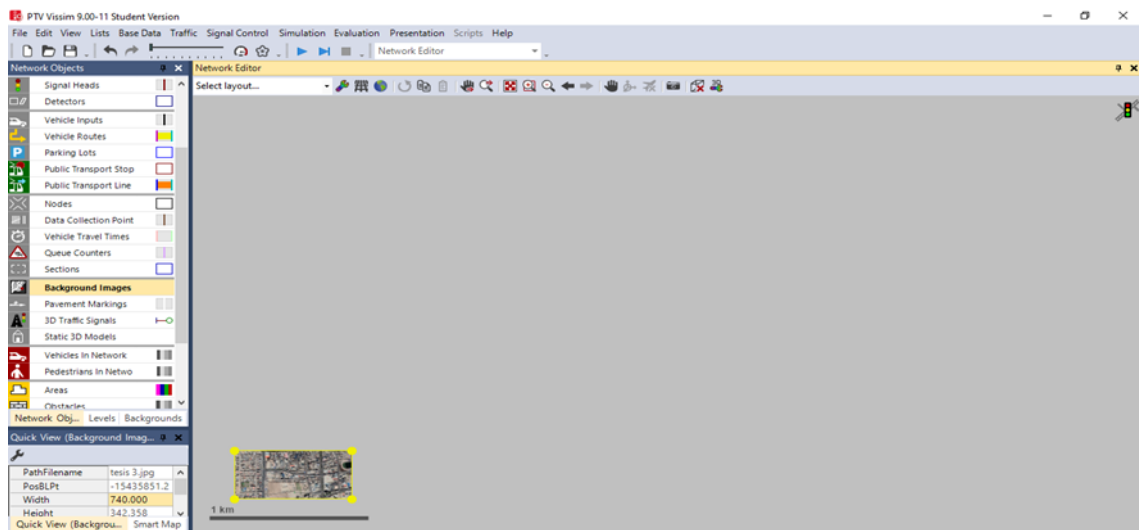 PTV Vissim 9.00-11 Student Version
File Edit View Lists Base Data Traffic Signal Control Simulation Evaluation Presentation Scripts Help
Network Editor
Network Objects
Network Editor
Select layout...
Signal Heads
Detectors
Vehicle Inputs
Vehicle Routes
Parking Lots
Public Transport Stop
Public Transport Line
Nodes
Data Collection Point
Vehicle Travel Times
Queue Counters
Sections
Background Images
Pavement Markings
3D Traffic Signals
Static 3D Models
Vehicles In Network
Pedestrians In Netwo
Areas
Obstacles
Network Obj... Levels Backgrounds
Quick View (Background Imag...
PathFilename tesis 3.jpg
PosBLPt -15435851.2
Width 740.000
Height 342.358
Quick View (Backgrou... Smart Map
1 km